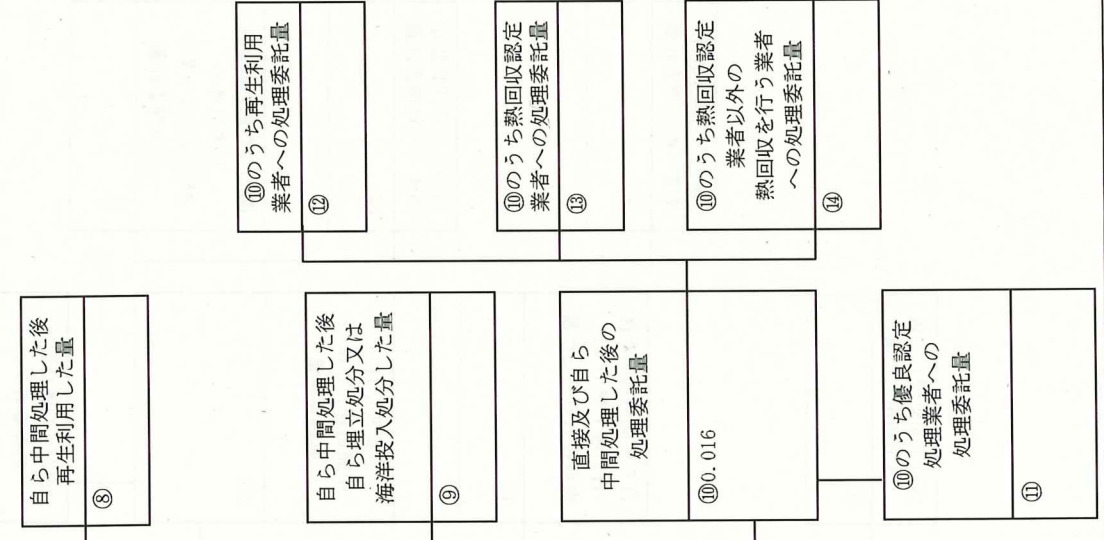 自ら中間処理した後
再生利用した量
⑧
自ら中間処理した後
自ら埋立処分又は
海洋投入処分した量
⑨
直接及び自ら
中間処理した後の
処理委託量
⑩0.016
⑩のうち優良認定
処理業者への
処理委託量
⑪
⑩のうち再生利用
業者への処理委託量
⑫
⑩のうち熱回収認定
業者への処理委託量
⑬
⑩のうち熱回収認定
業者以外の
熱回収を行う業者
への処理委託量
⑭